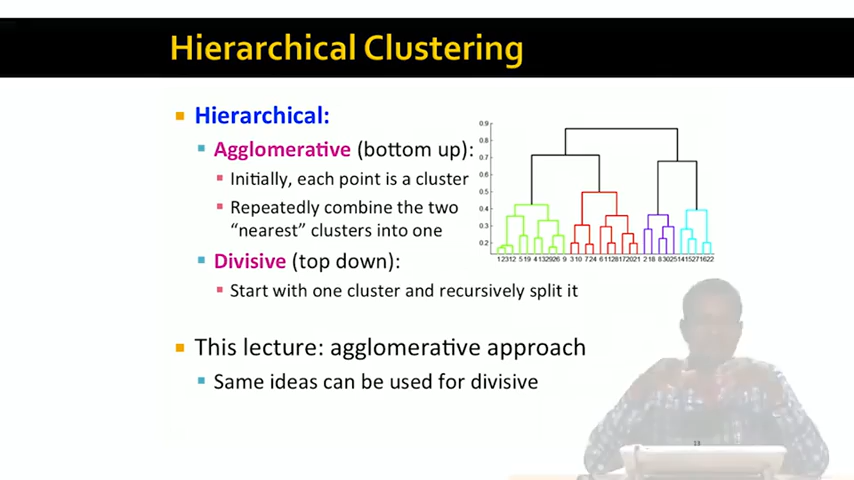 Hierarchical Clustering
Hierarchical:
Agglomerative (bottom up):
Initially, each point is a cluster
Repeatedly combine the two
“nearest” clusters into one
Divisive (top down):
Start with one cluster and recursively split it
This lecture: agglomerative approach
Same ideas can be used for divisive
0.9
0.8
0.7
0.6
0.5
0.4
0.3
0.2
13